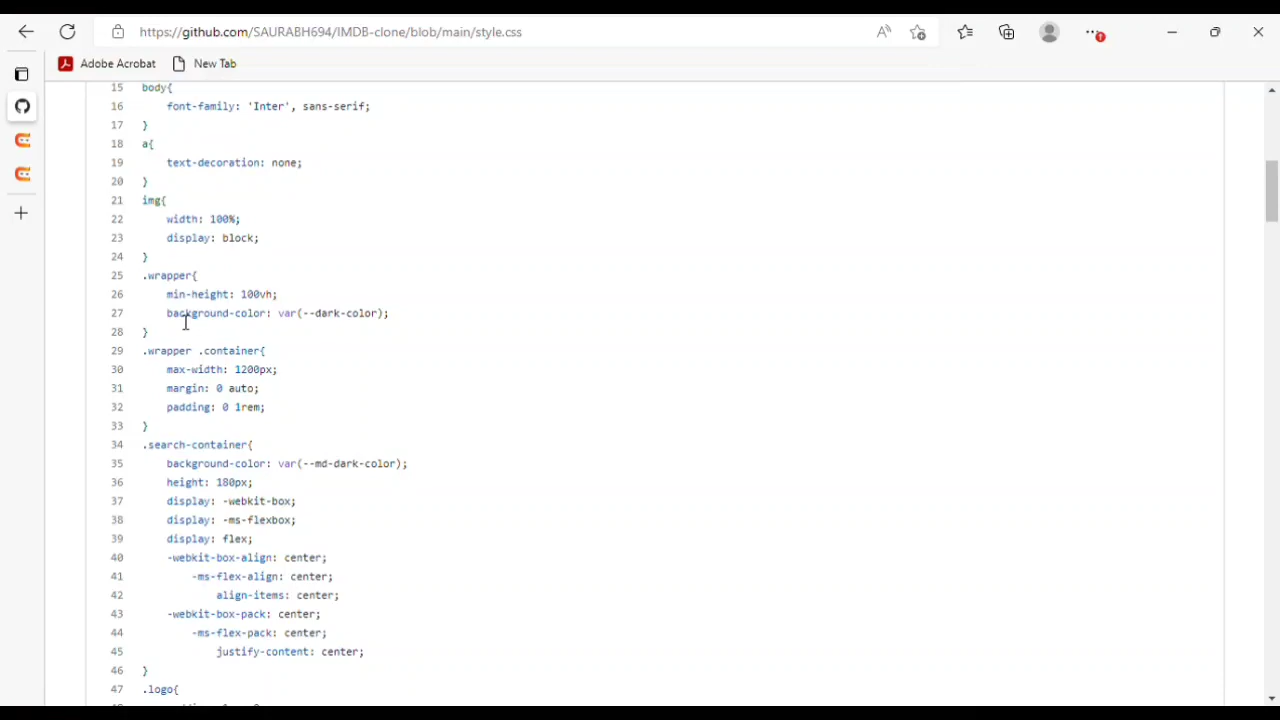 https://github.com/SAURABH694/IMDB-clone/blob/main/style.css
Adobe Acrobat New Tab
15 body{
16 font-family: 'Inter', sans-serif;
17 }
18 a{
19 text-decoration: none;
20 }
21 img{
22 width: 100%;
23 display: block;
24 }
25 .wrapper{
26 min-height: 100vh;
27 background-color: var(--dark-color);
28 }
29 .wrapper .container{
30 max-width: 1200px;
31 margin: 0 auto;
32 padding: 0 1rem;
33 }
34 .search-container{
35 background-color: var(--md-dark-color);
36 height: 180px;
37 display: -webkit-box;
38 display: -ms-flexbox;
39 display: flex;
40 -webkit-box-align: center;
41 -ms-flex-align: center;
42 align-items: center;
43 -webkit-box-pack: center;
44 -ms-flex-pack: center;
45 justify-content: center;
46 }
47 .logo{